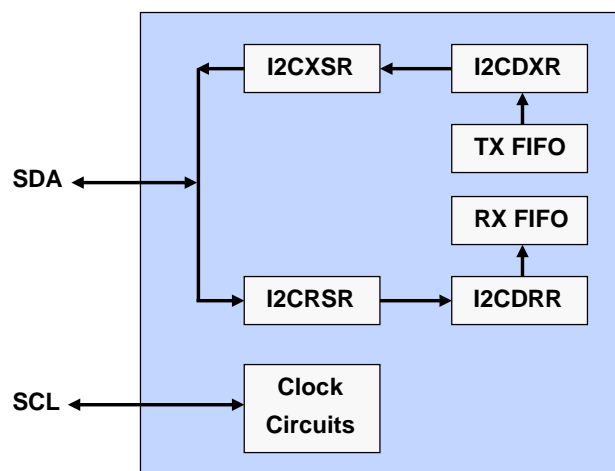 I2CXSR
I2CDXR
TX FIFO
SDA
RX FIFO
I2CRSR
I2CDRR
SCL
Clock
Circuits